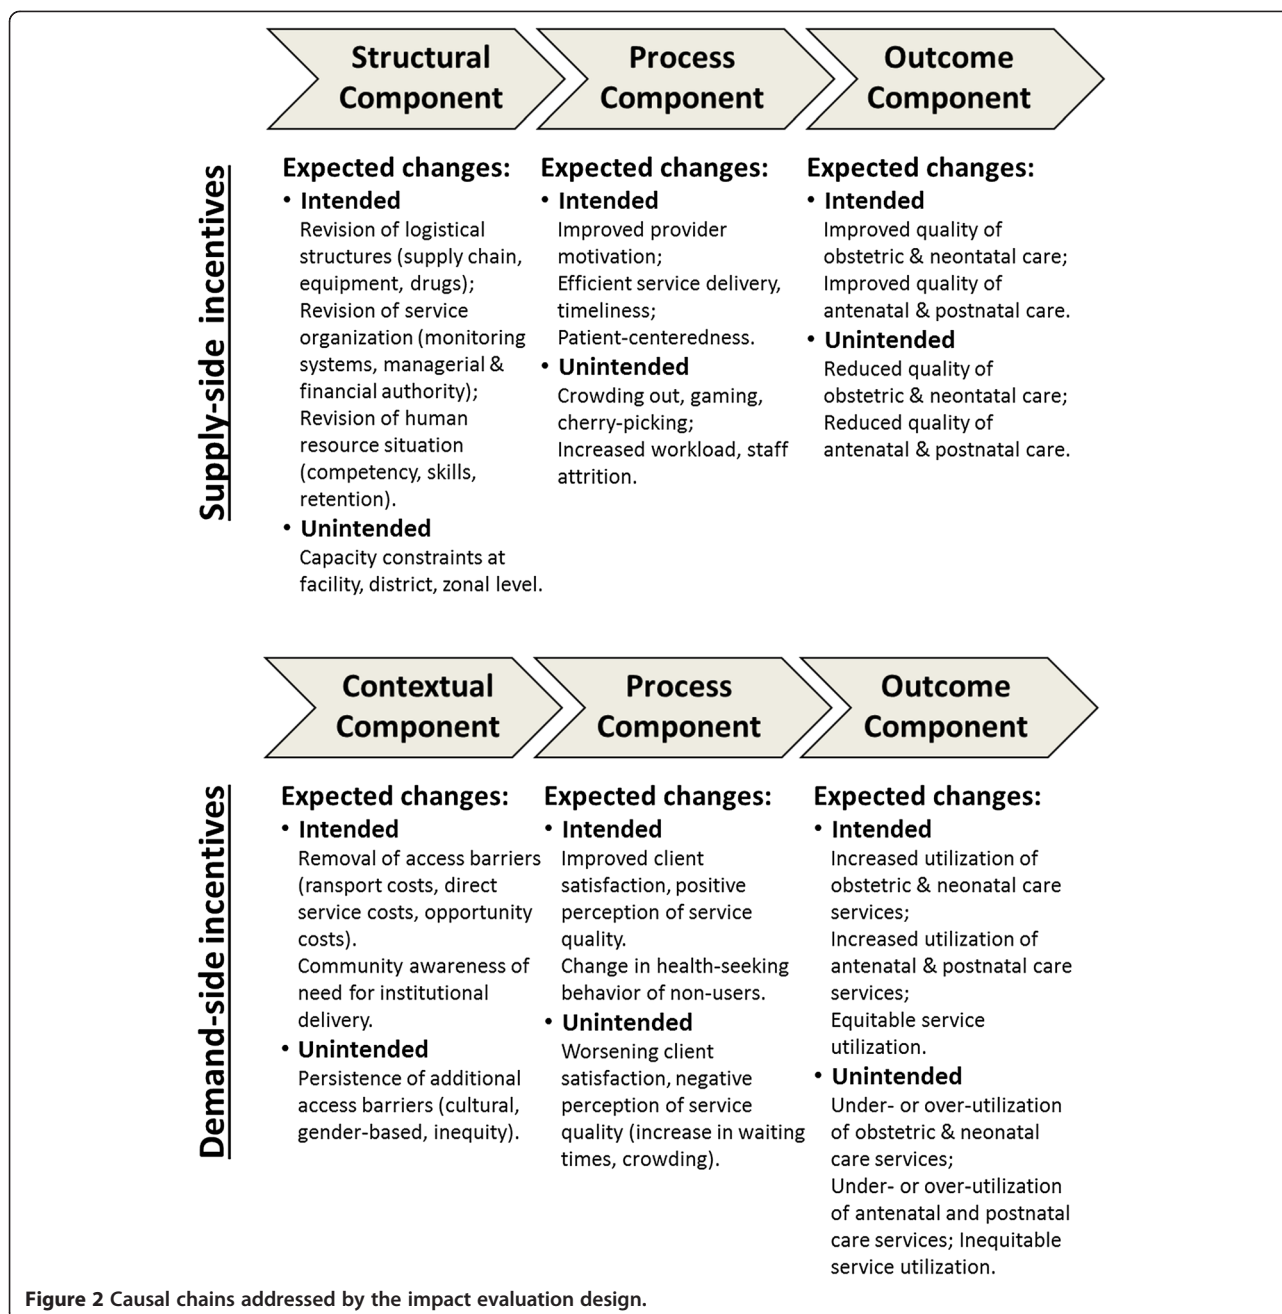 Structural
Component
Process
Component
Outcome
Component
Supply-side incentives
Expected changes:
• Intended
Revision of logistical
structures (supply chain,
equipment, drugs);
Revision of service
organization (monitoring
systems, managerial &
financial authority);
Revision of human
resource situation
(competency, skills,
retention).
• Unintended
Capacity constraints at
facility, district, zonal level.
Expected changes:
• Intended
Improved provider
motivation;
Efficient service delivery,
timeliness;
Patient-centeredness.
• Unintended
Crowding out, gaming,
cherry-picking;
Increased workload, staff
attrition.
Expected changes:
• Intended
Improved quality of
obstetric & neontatal care;
Improved quality of
antenatal & postnatal care.
• Unintended
Reduced quality of
obstetric & neontatal care;
Reduced quality of
antenatal & postnatal care.
Contextual
Component
Process
Component
Outcome
Component
Demand-side incentives
Expected changes:
• Intended
Removal of access barriers
(ransport costs, direct
service costs, opportunity
costs).
Community awareness of
need for institutional
delivery.
• Unintended
Persistence of additional
access barriers (cultural,
gender-based, inequity).
Expected changes:
• Intended
Improved client
satisfaction, positive
perception of service
quality.
Change in health-seeking
behavior of non-users.
• Unintended
Worsening client
satisfaction, negative
perception of service
quality (increase in waiting
times, crowding).
Expected changes:
• Intended
Increased utilization of
obstetric & neonatal care
services;
Increased utilization of
antenatal & postnatal care
services;
Equitable service
utilization.
• Unintended
Under- or over-utilization
of obstetric & neonatal
care services;
Under- or over-utilization
of antenatal and postnatal
care services; Inequitable
service utilization.
Figure 2 Causal chains addressed by the impact evaluation design.